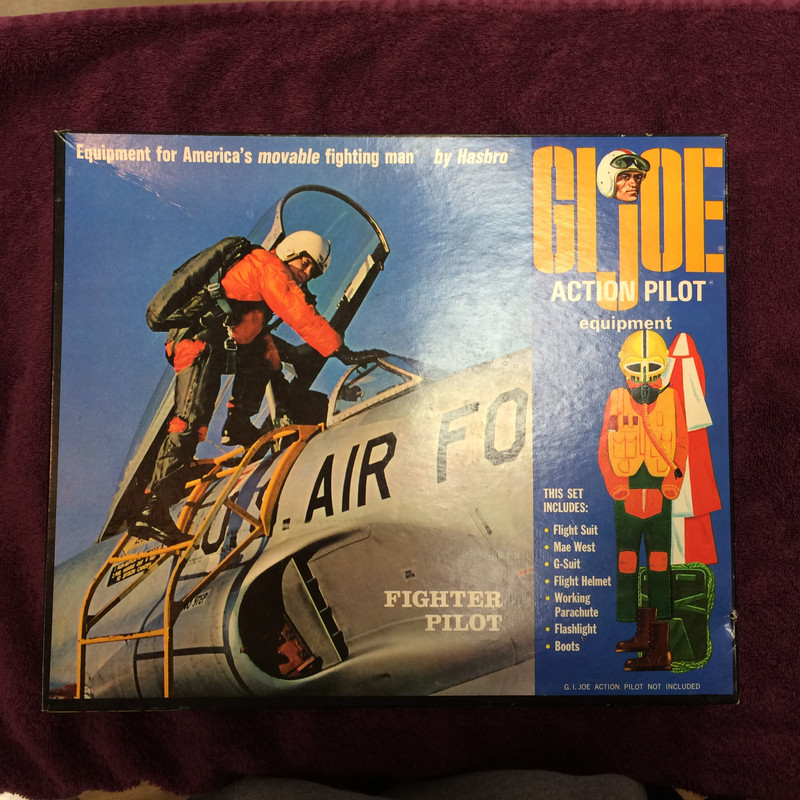 Equipment for America's movable fighting man by Hasbro®
GI JOE®
ACTION PILOT
equipment
U.S. AIR FO
THIS SET
INCLUDES:
• Flight Suit
• Mae West
• G-Suit
• Flight Helmet
• Working
Parachute
• Flashlight
• Boots
FIGHTER
PILOT
G.I. JOE ACTION PILOT NOT INCLUDED